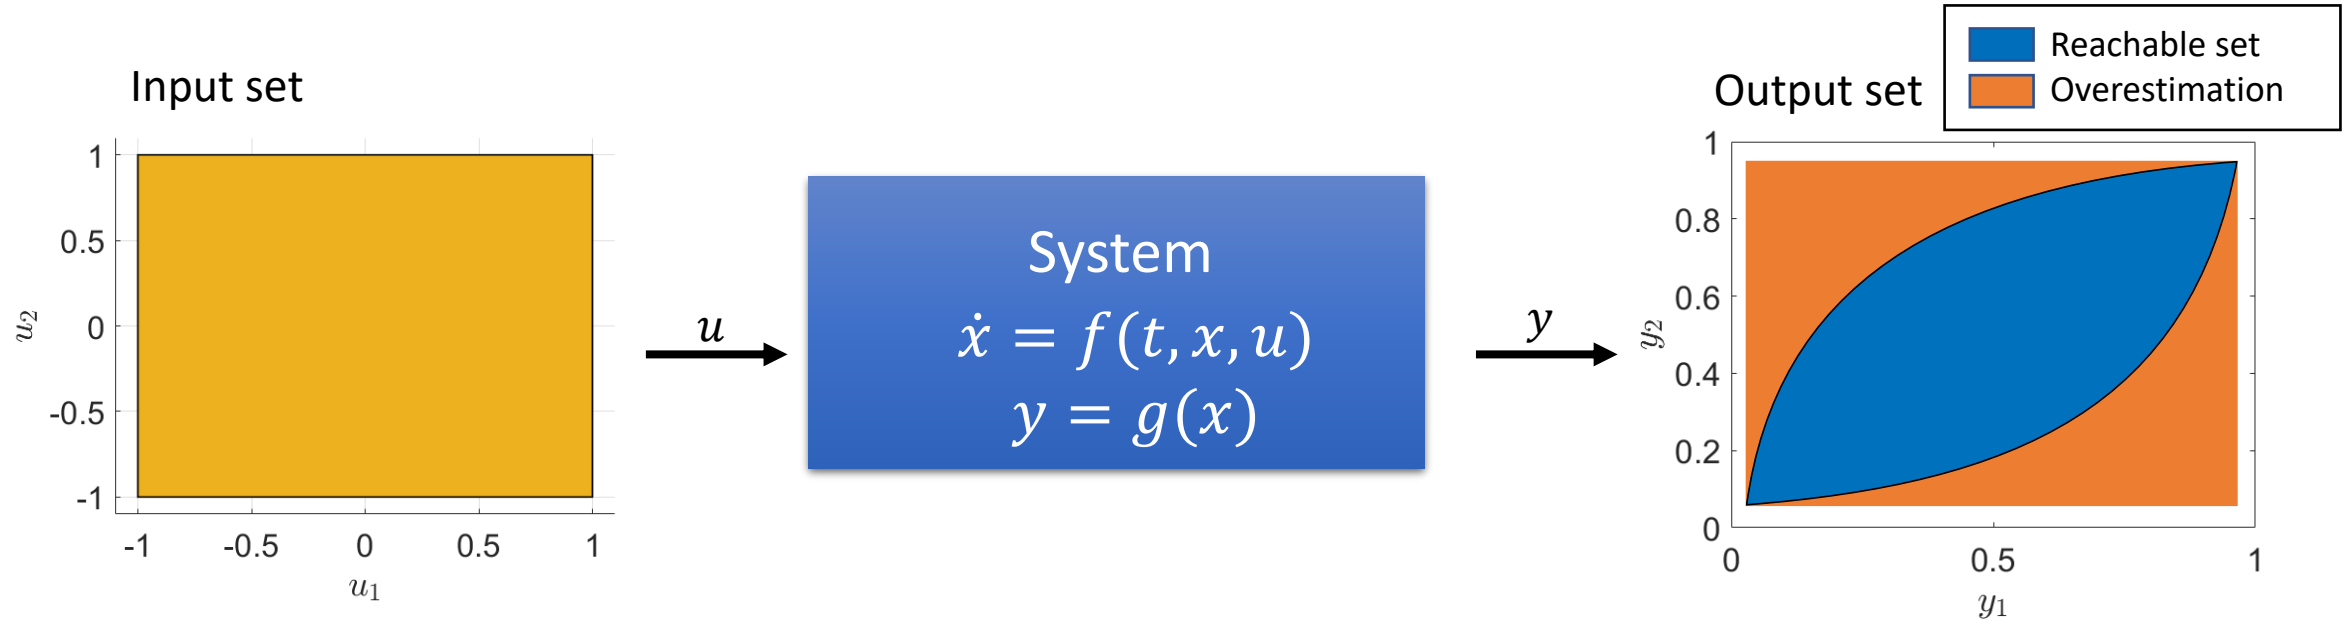 Input set
1
0.5
0
-0.5
-1
u₂
-1 -0.5 0 0.5 1
u₁
u
System
ẋ = f(t, x, u)
y = g(x)
y
Output set
Reachable set
Overestimation
1
0.8
0.6
0.4
0.2
0
y₂
0 0.5 1
y₁